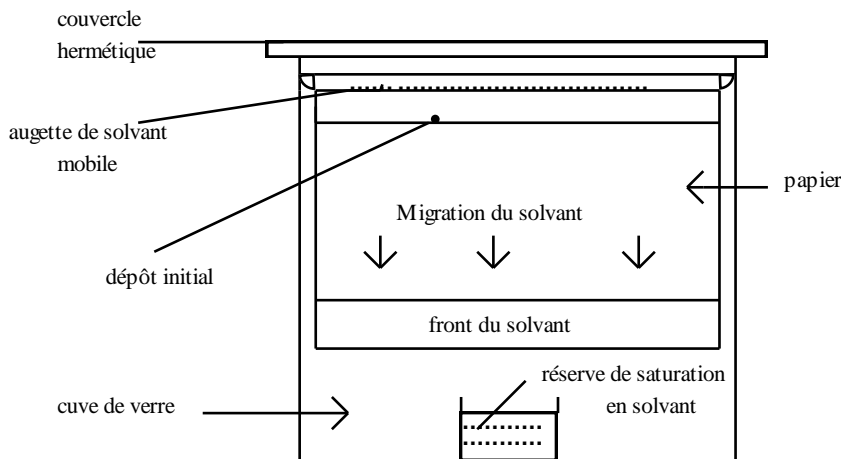 couvercle
hermétique
augette de solvant
mobile
papier
Migration du solvant
dépôt initial
front du solvant
réserve de saturation
en solvant
cuve de verre